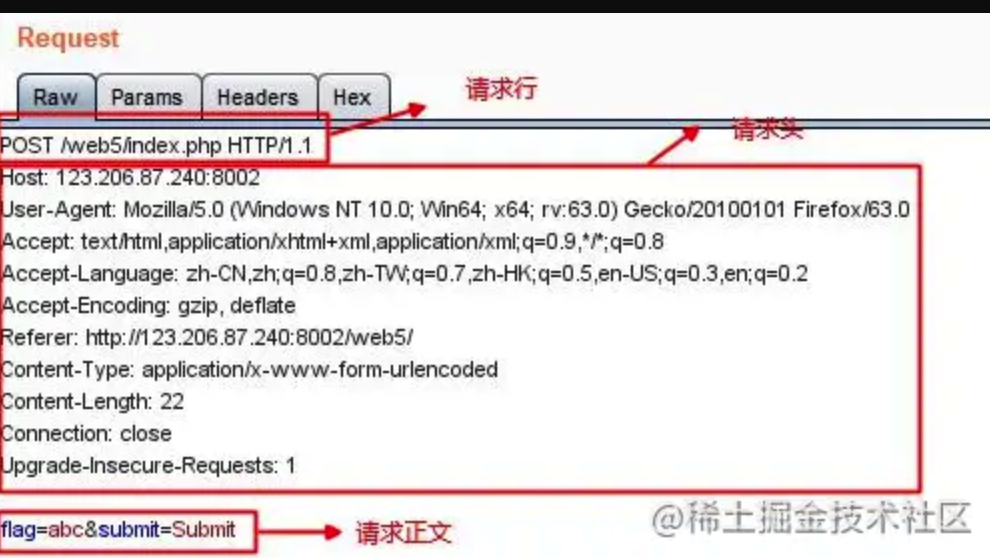 Request
Raw Params Headers Hex
请求行
请求头
POST /web5/index.php HTTP/1.1
Host: 123.206.87.240:8002
User-Agent: Mozilla/5.0 (Windows NT 10.0; Win64; x64; rv:63.0) Gecko/20100101 Firefox/63.0
Accept: text/html,application/xhtml+xml,application/xml;q=0.9,*/*;q=0.8
Accept-Language: zh-CN,zh;q=0.8,zh-TW;q=0.7,zh-HK;q=0.5,en-US;q=0.3,en;q=0.2
Accept-Encoding: gzip, deflate
Referer: http://123.206.87.240:8002/web5/
Content-Type: application/x-www-form-urlencoded
Content-Length: 22
Connection: close
Upgrade-Insecure-Requests: 1
flag=abc&submit=Submit
请求正文
@稀土掘金技术社区